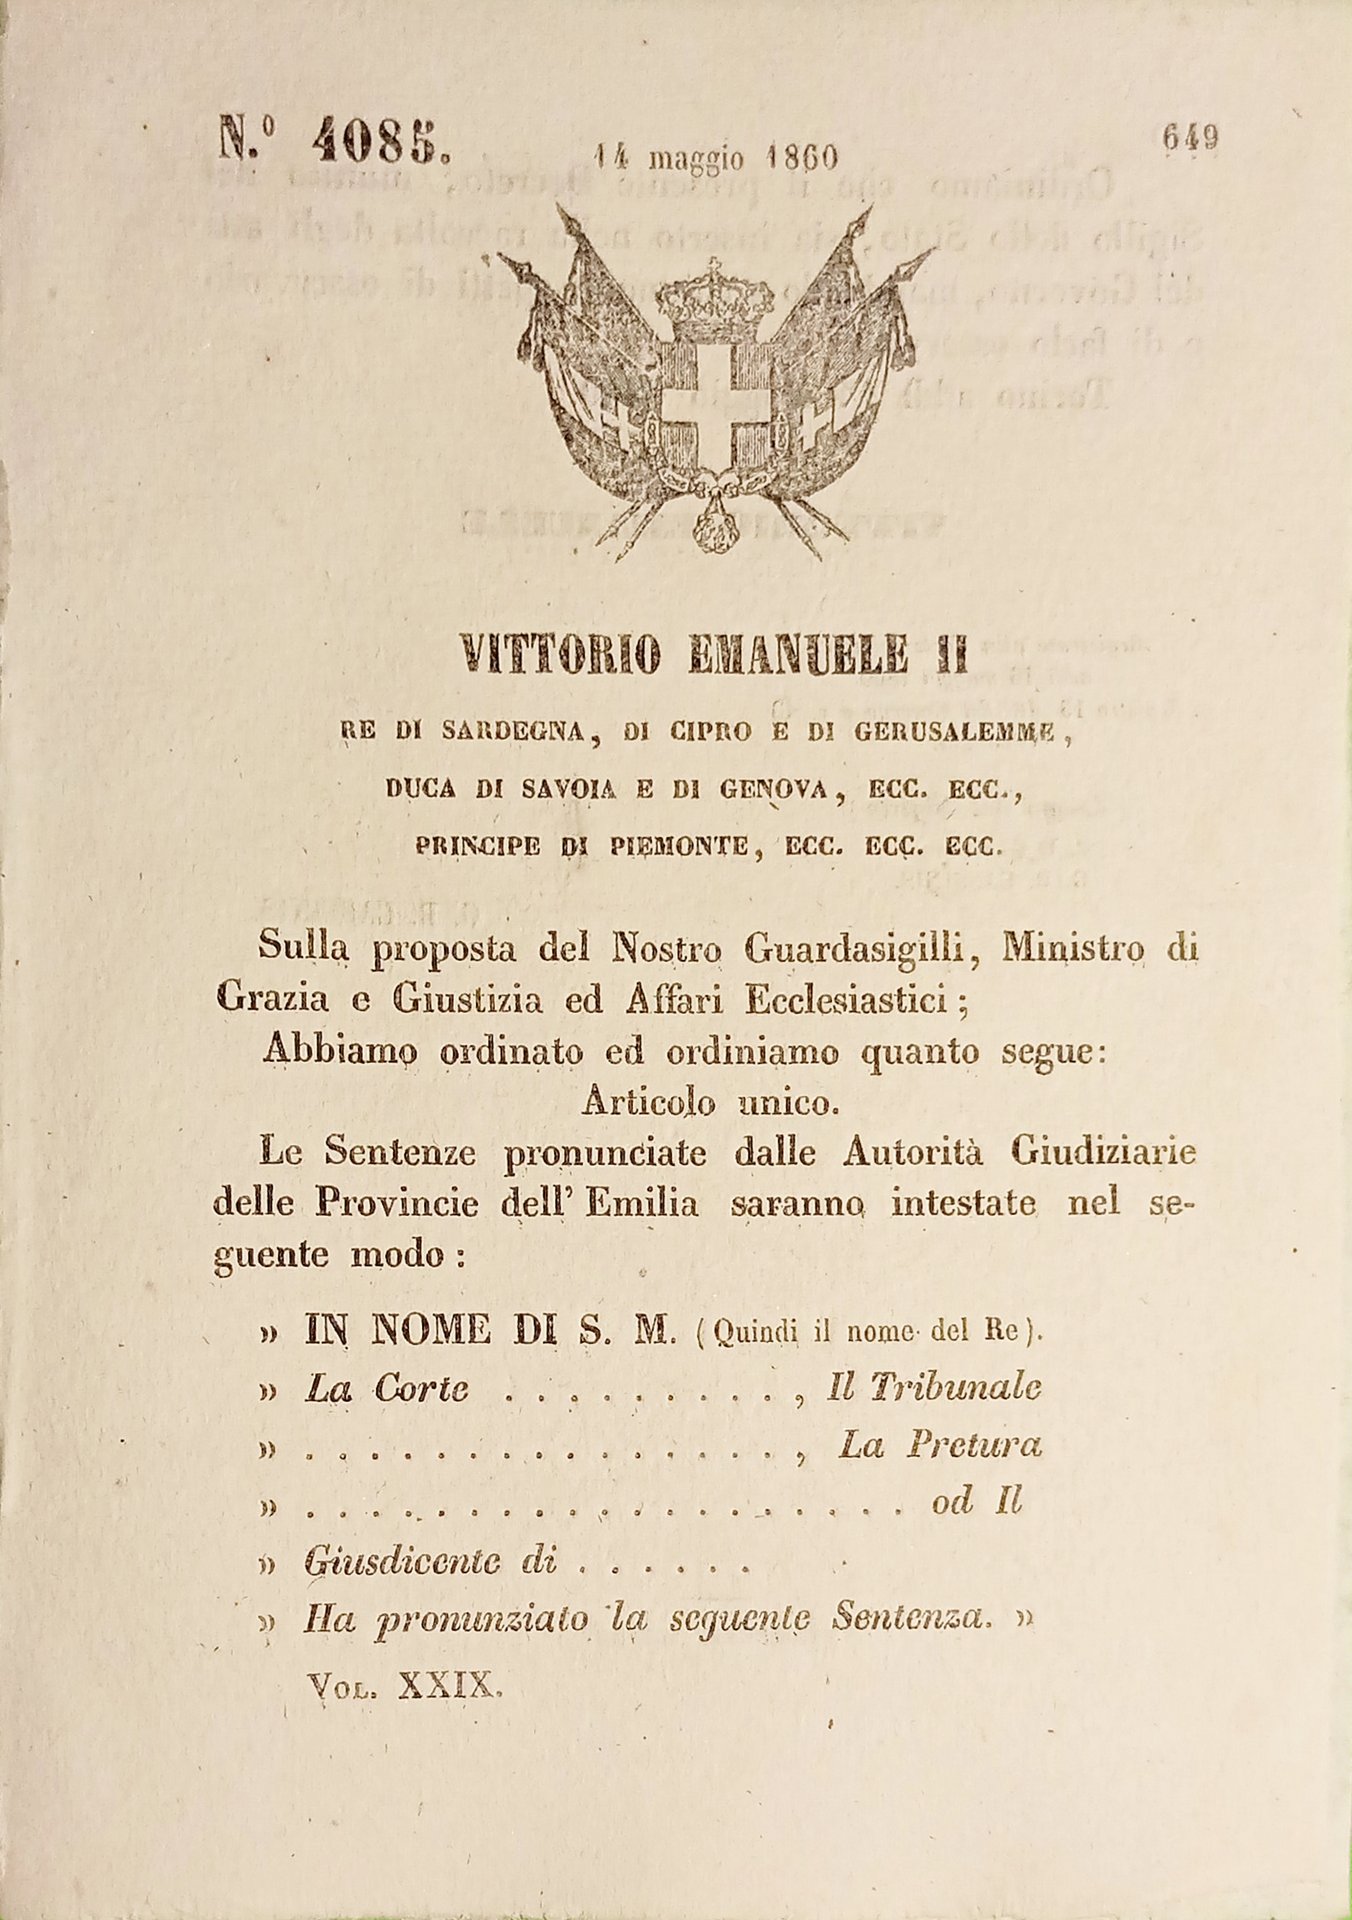 N.º 4085.
14 maggio 1860
649
VITTORIO EMANUELE II
RE DI SARDEGNA, DI CIPRO E DI GERUSALEMME,
DUCA DI SAVOIA E DI GENOVA, ECC. ECC.,
PRINCIPE DI PIEMONTE, ECC. ECC. ECC.
Sulla proposta del Nostro Guardasigilli, Ministro di
Grazia e Giustizia ed Affari Ecclesiastici;
Abbiamo ordinato ed ordiniamo quanto segue:
Articolo unico.
Le Sentenze pronunciate dalle Autorità Giudiziarie
delle Provincie dell' Emilia saranno intestate nel se-
guente modo:
» IN NOME DI S. M. (Quindi il nome del Re).
» La Corte . . . . . . . . . ., Il Tribunale
» . . . . . . . . . . . . . . . , La Pretura
» . . . . . . . . . . . . . . . . . . . od Il
» Giusdicente di . . . . . .
» Ha pronunziato la seguente Sentenza. »
VOL. XXIX.